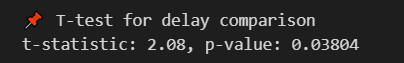 📌 T-test for delay comparison
t-statistic: 2.08, p-value: 0.03804